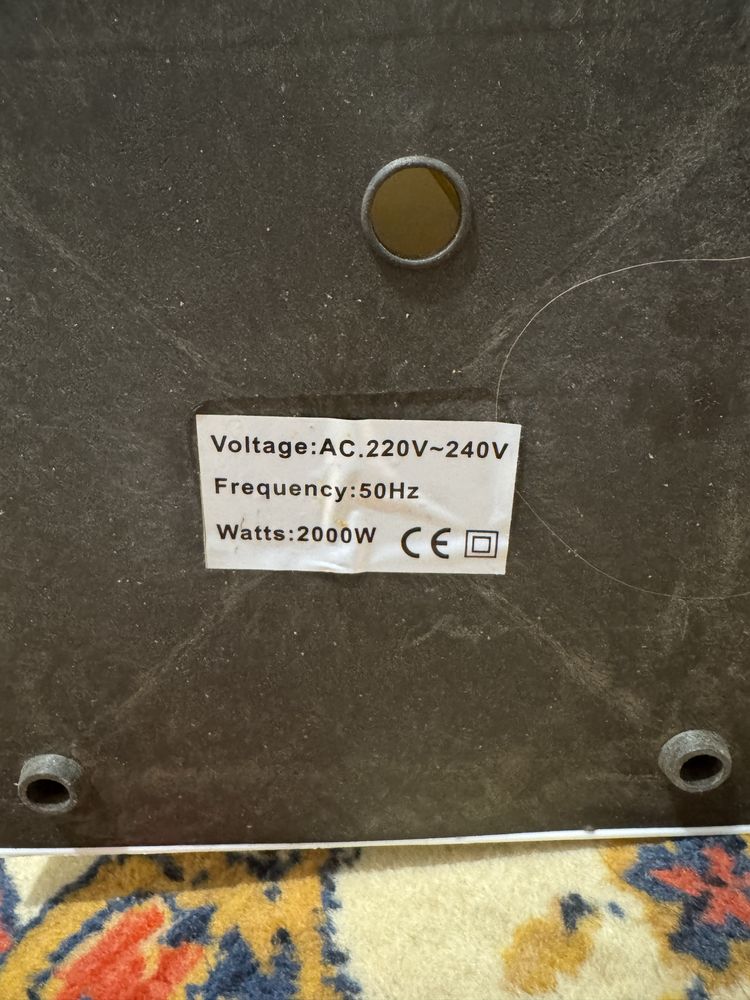 Voltage:AC.220V~240V
Frequency:50Hz
Watts:2000W CE